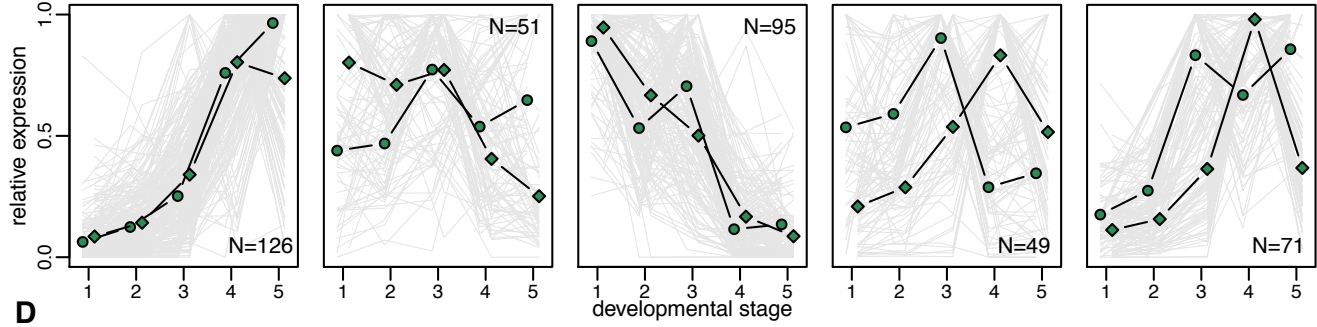 relative expression
0.0 0.5 1.0
N=126
N=51
N=95
N=49
N=71
1 2 3 4 5
1 2 3 4 5
1 2 3 4 5
1 2 3 4 5
1 2 3 4 5
developmental stage
D